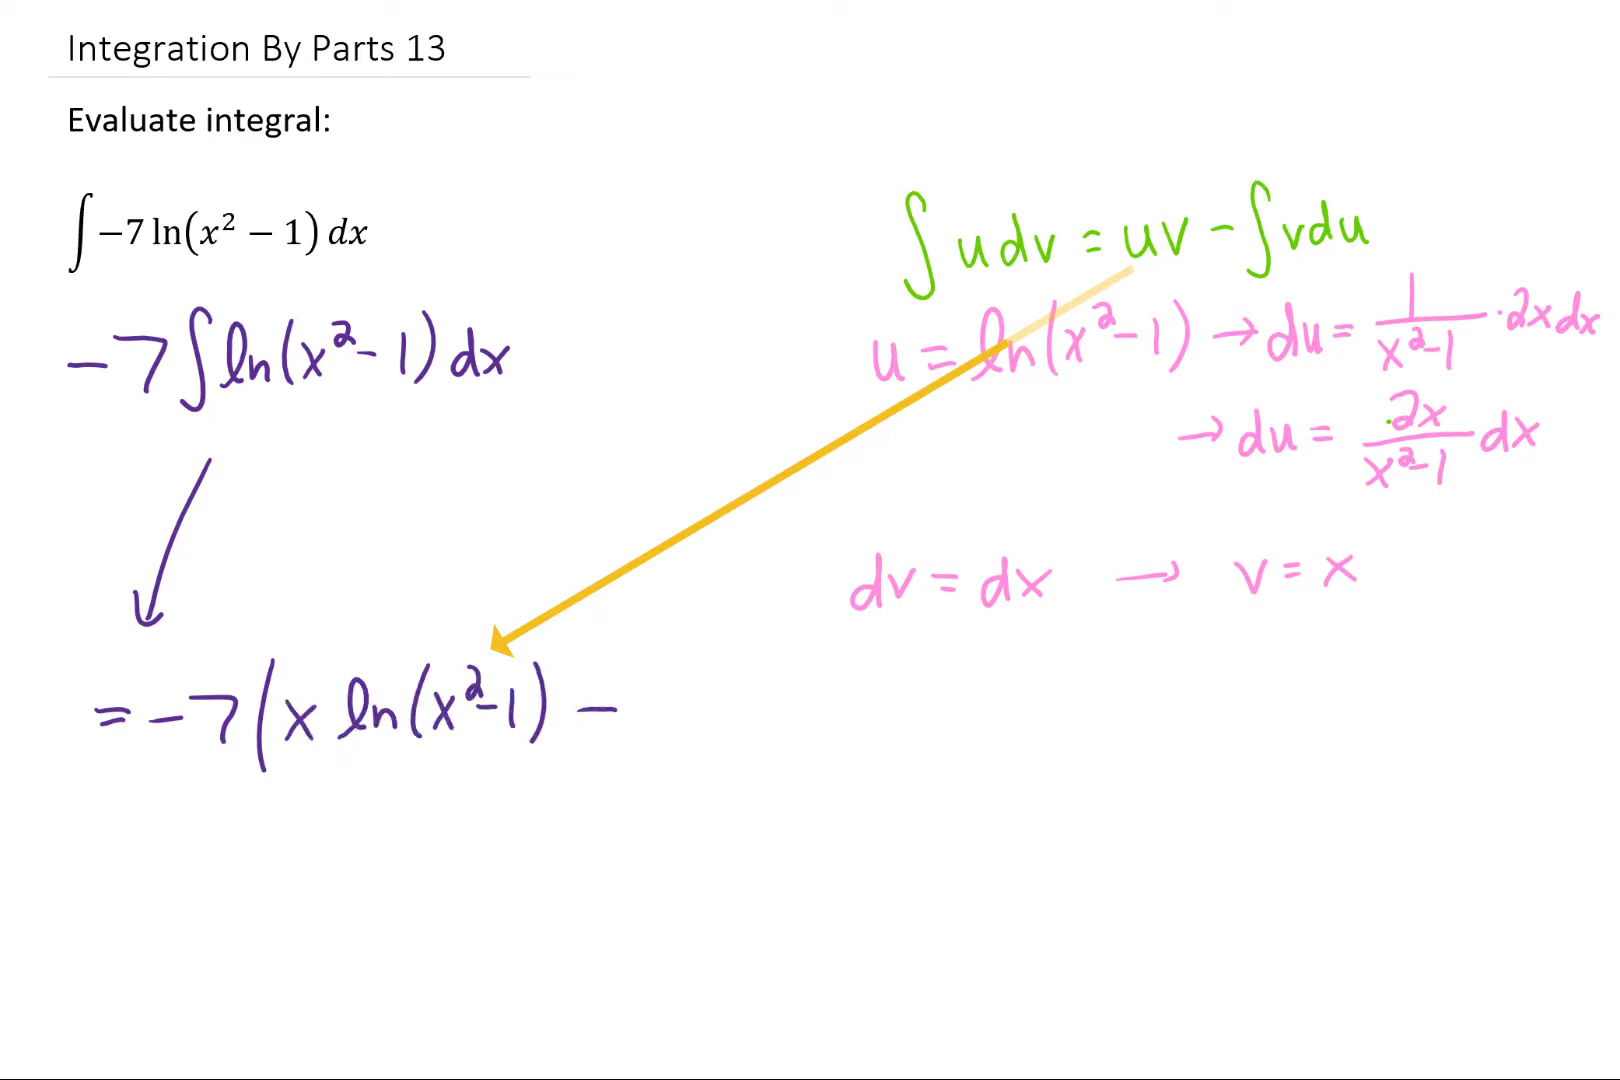 Integration By Parts 13
Evaluate integral:
∫ −7 ln(x² − 1) dx
−7 ∫ ln(x² − 1) dx
= −7 (x ln(x² − 1) −
∫ u dv = uv − ∫ v du
u = ln(x² − 1) → du = 1/(x² − 1) · 2x dx
→ du = 2x/(x² − 1) dx
dv = dx → v = x